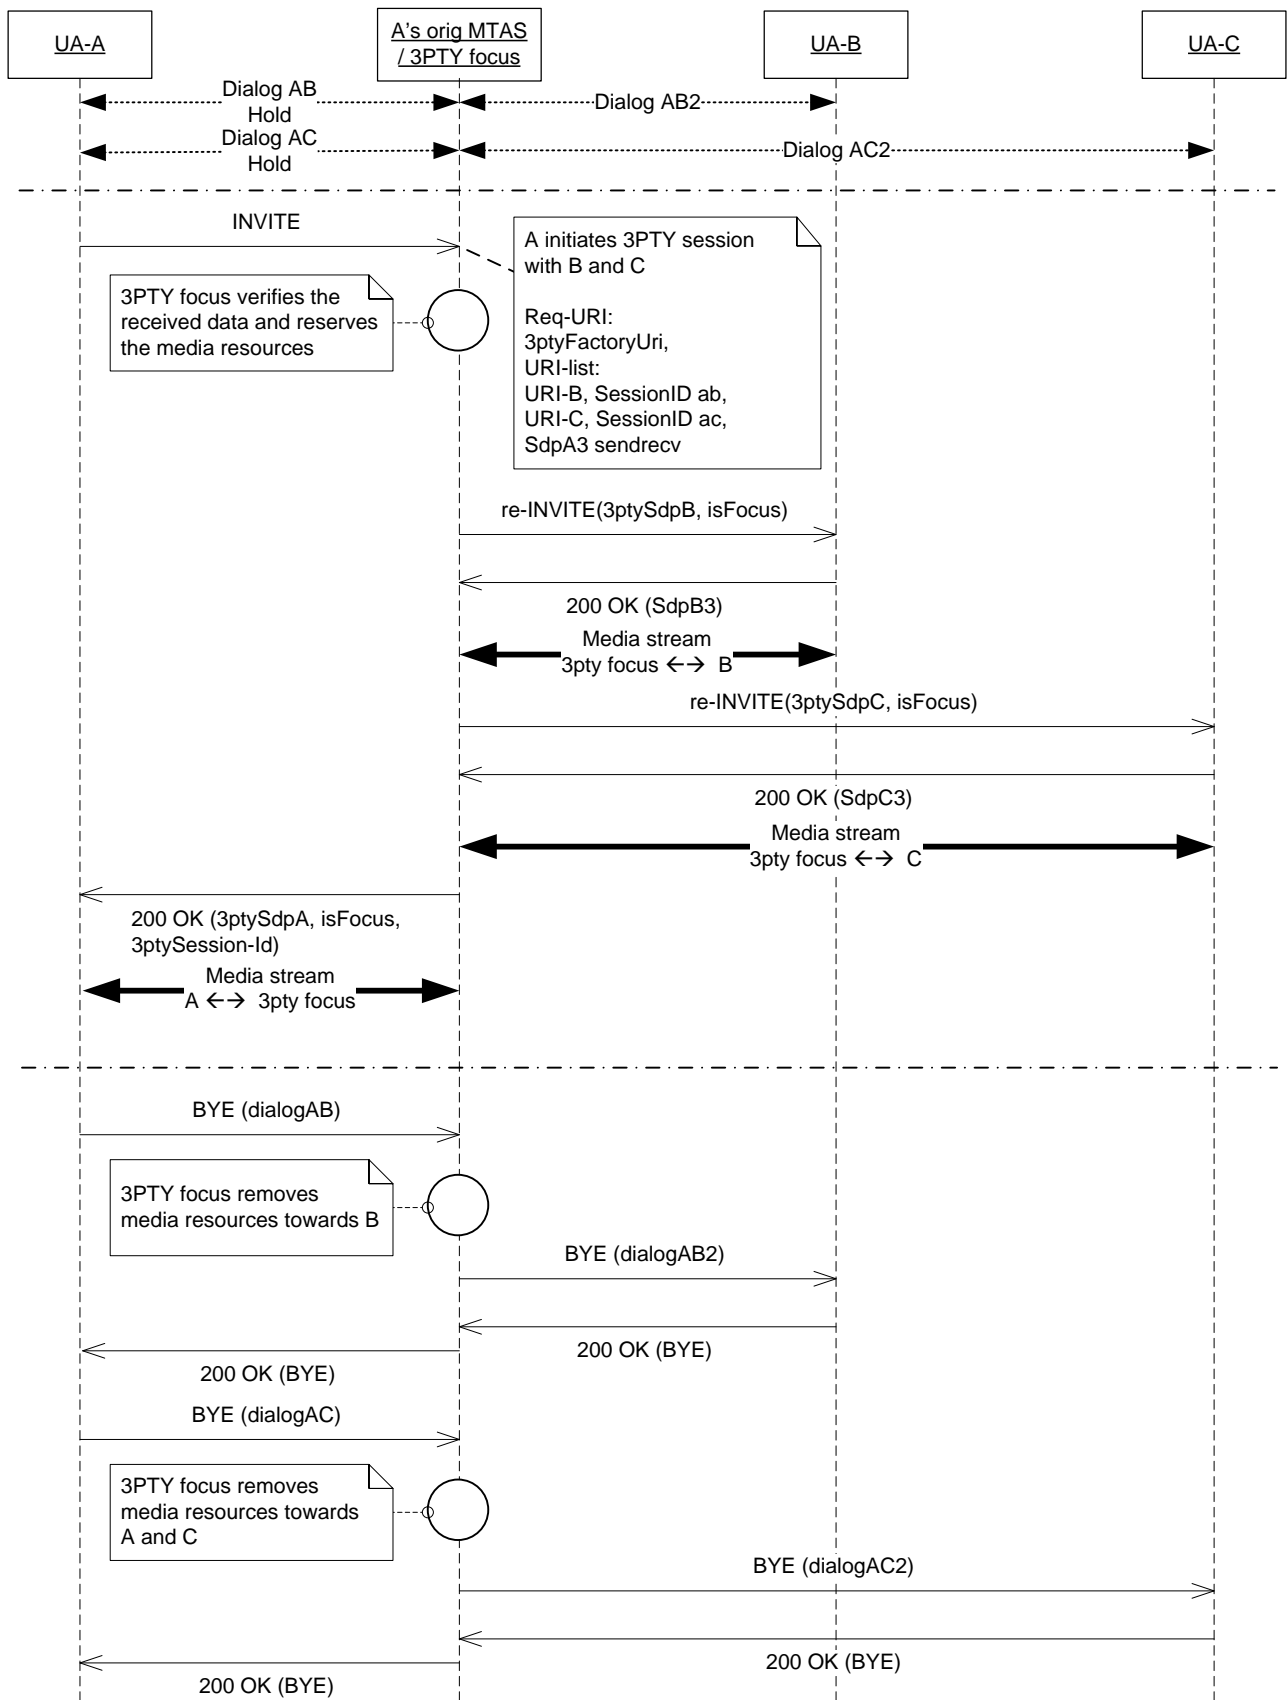 UA-A
A's orig MTAS
/ 3PTY focus
UA-B
UA-C
Dialog AB
Hold
Dialog AB2
Dialog AC
Hold
Dialog AC2
INVITE
A initiates 3PTY session
with B and C
Req-URI:
3ptyFactoryUri,
URI-list:
URI-B, SessionID ab,
URI-C, SessionID ac,
SdpA3 sendrecv
3PTY focus verifies the
received data and reserves
the media resources
re-INVITE(3ptySdpB, isFocus)
200 OK (SdpB3)
Media stream
3pty focus ←→ B
re-INVITE(3ptySdpC, isFocus)
200 OK (SdpC3)
Media stream
3pty focus ←→ C
200 OK (3ptySdpA, isFocus,
3ptySession-Id)
Media stream
A ←→ 3pty focus
BYE (dialogAB)
3PTY focus removes
media resources towards B
BYE (dialogAB2)
200 OK (BYE)
200 OK (BYE)
BYE (dialogAC)
3PTY focus removes
media resources towards
A and C
BYE (dialogAC2)
200 OK (BYE)
200 OK (BYE)